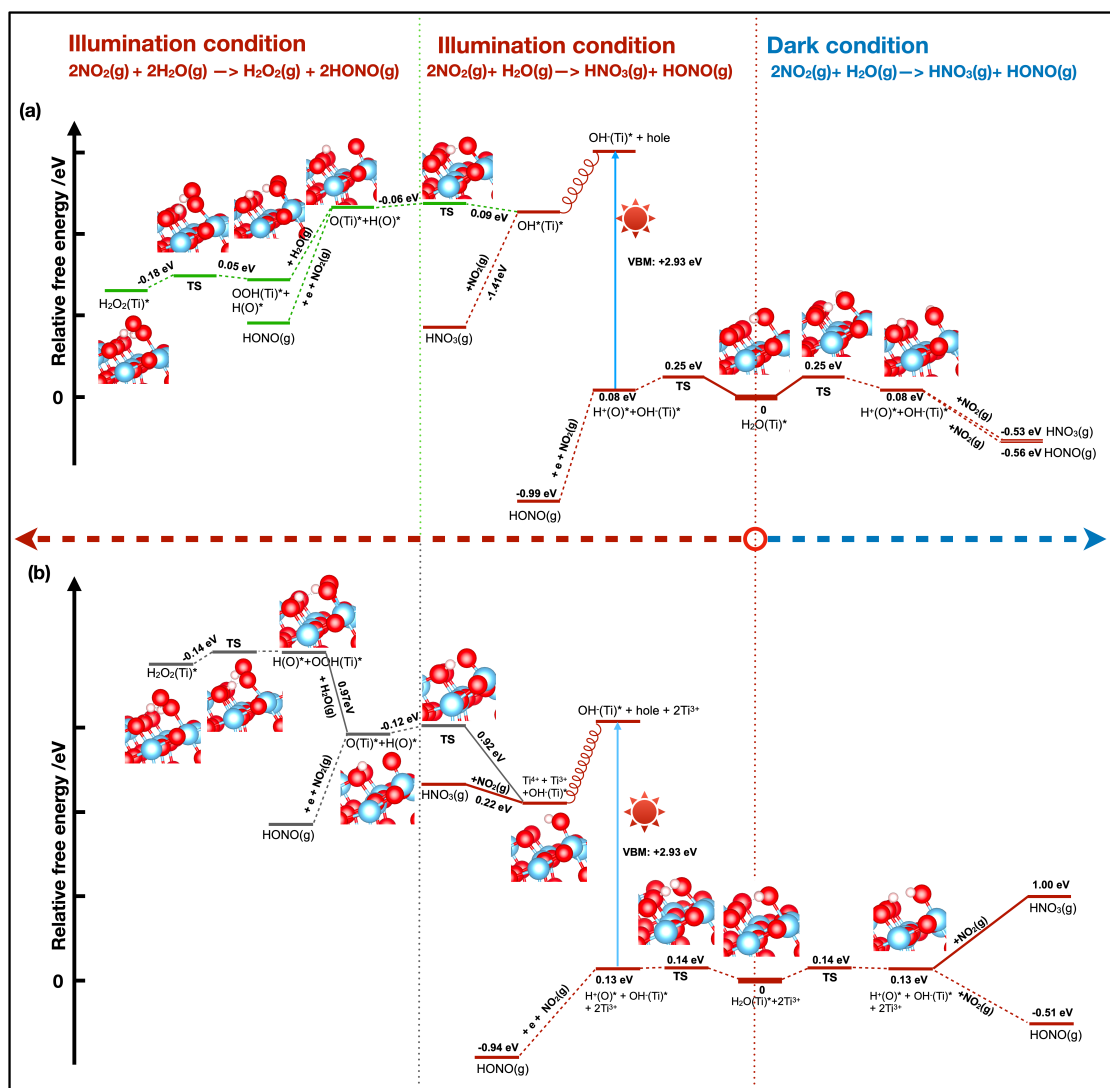 Illumination condition
2NO₂(g) + 2H₂O(g) —> H₂O₂(g) + 2HONO(g)
Illumination condition
2NO₂(g)+ H₂O(g)—> HNO₃(g)+ HONO(g)
Dark condition
2NO₂(g)+ H₂O(g)—> HNO₃(g)+ HONO(g)
(a)
Relative free energy /eV
0
-0.18 eV
H₂O₂(Ti)*
TS
0.05 eV
OOH(Ti)*+
H(O)*
HONO(g)
+ H₂O(g)
+ e + NO₂(g)
O(Ti)*+H(O)*
-0.06 eV
TS
0.09 eV
OH*(Ti)*
+NO₂(g)
-1.41eV
HNO₃(g)
OH⁻(Ti)* + hole
VBM: +2.93 eV
0.08 eV
H⁺(O)*+OH⁻(Ti)*
+ e + NO₂(g)
-0.99 eV
HONO(g)
0.25 eV
TS
0
H₂O(Ti)*
0.25 eV
TS
0.08 eV
H⁺(O)*+OH⁻(Ti)*
+NO₂(g)
+NO₂(g)
-0.53 eV HNO₃(g)
-0.56 eV HONO(g)
(b)
Relative free energy /eV
0
-0.14 eV
H₂O₂(Ti)*
TS
H(O)*+OOH(Ti)*
0.97eV
+ H₂O(g)
O(Ti)*+H(O)*
+ e + NO₂(g)
HONO(g)
-0.12 eV
TS
0.92 eV
HNO₃(g)
+NO₂(g)
0.22 eV
Ti⁴⁺ + Ti³⁺
+OH⁻(Ti)*
OH⁻(Ti)* + hole + 2Ti³⁺
VBM: +2.93 eV
0.13 eV
H⁺(O)* + OH⁻(Ti)*
+ 2Ti³⁺
+ e + NO₂(g)
-0.94 eV
HONO(g)
0.14 eV
TS
0
H₂O(Ti)*+2Ti³⁺
0.14 eV
TS
0.13 eV
H⁺(O)* + OH⁻(Ti)*
+ 2Ti³⁺
+NO₂(g)
1.00 eV
HNO₃(g)
+NO₂(g)
-0.51 eV
HONO(g)